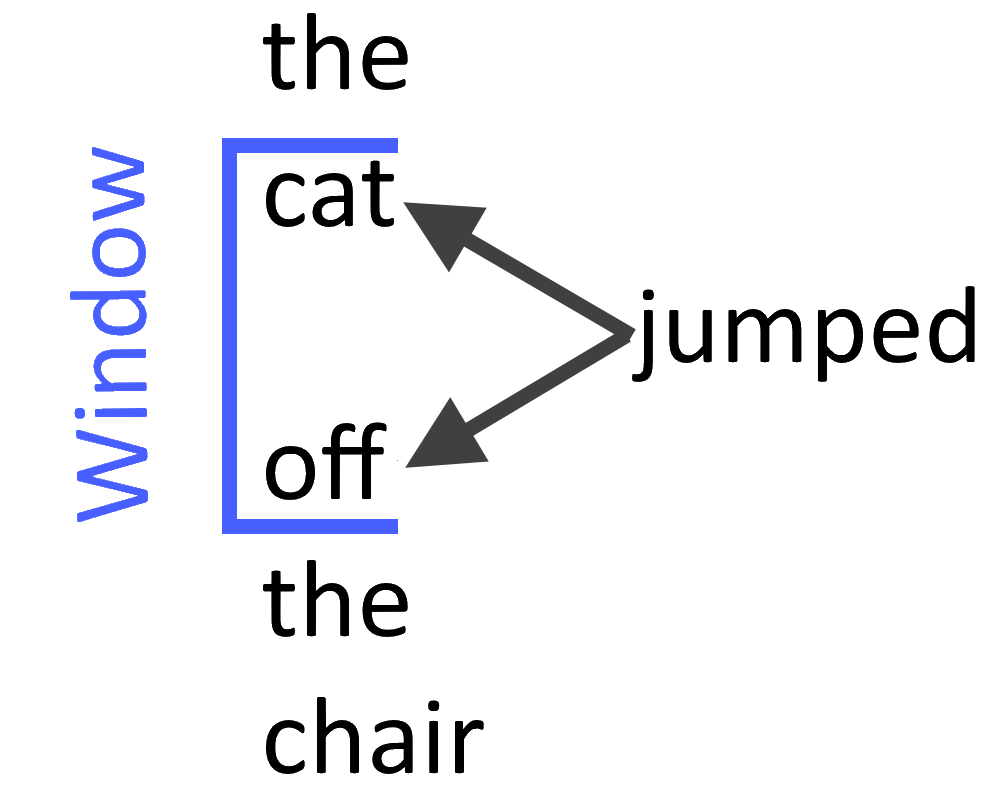 the
Window
cat
jumped
off
the
chair